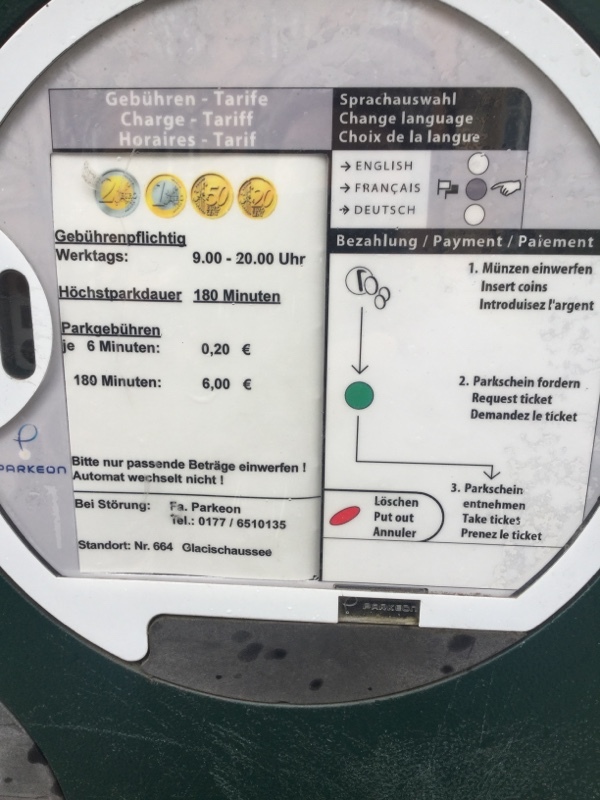 Gebühren - Tarife
Charge - Tariff
Horaires - Tarif
Gebührenpflichtig
Werktags: 9.00 - 20.00 Uhr
Höchstparkdauer 180 Minuten
Parkgebühren
je 6 Minuten: 0,20 €
180 Minuten: 6,00 €
Bitte nur passende Beträge einwerfen !
Automat wechselt nicht !
Bei Störung: Fa. Parkeon
Tel.: 0177 / 6510135
Standort: Nr. 664 Glacischaussee
Sprachauswahl
Change language
Choix de la langue
→ ENGLISH
→ FRANÇAIS
→ DEUTSCH
Bezahlung / Payment / Paiement
1. Münzen einwerfen
Insert coins
Introduisez l'argent
2. Parkschein fordern
Request ticket
Demandez le ticket
3. Parkschein
entnehmen
Take ticket
Prenez le ticket
Löschen
Put out
Annuler
PARKEON
PARKEON